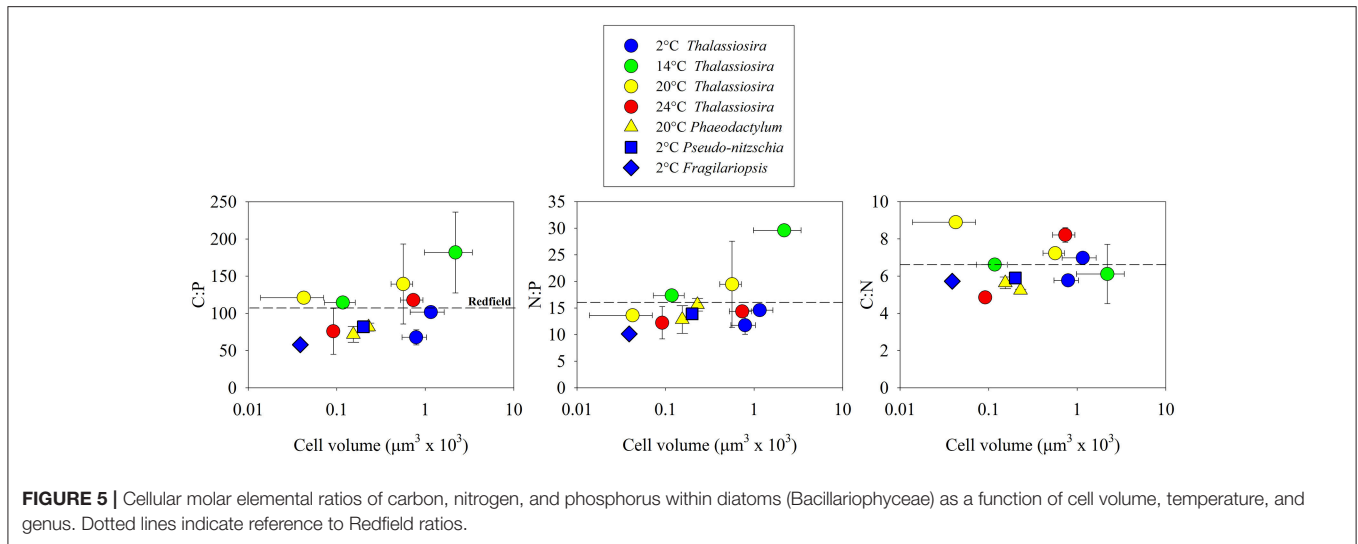 2°C Thalassiosira
14°C Thalassiosira
20°C Thalassiosira
24°C Thalassiosira
20°C Phaeodactylum
2°C Pseudo-nitzschia
2°C Fragilariopsis
C:P
250
200
150
100
50
0
Redfield
0.01 0.1 1 10
Cell volume (µm³ x 10³)
N:P
35
30
25
20
15
10
5
0
0.01 0.1 1 10
Cell volume (µm³ x 10³)
C:N
10
8
6
4
2
0
0.01 0.1 1 10
Cell volume (µm³ x 10³)
FIGURE 5 | Cellular molar elemental ratios of carbon, nitrogen, and phosphorus within diatoms (Bacillariophyceae) as a function of cell volume, temperature, and
genus. Dotted lines indicate reference to Redfield ratios.